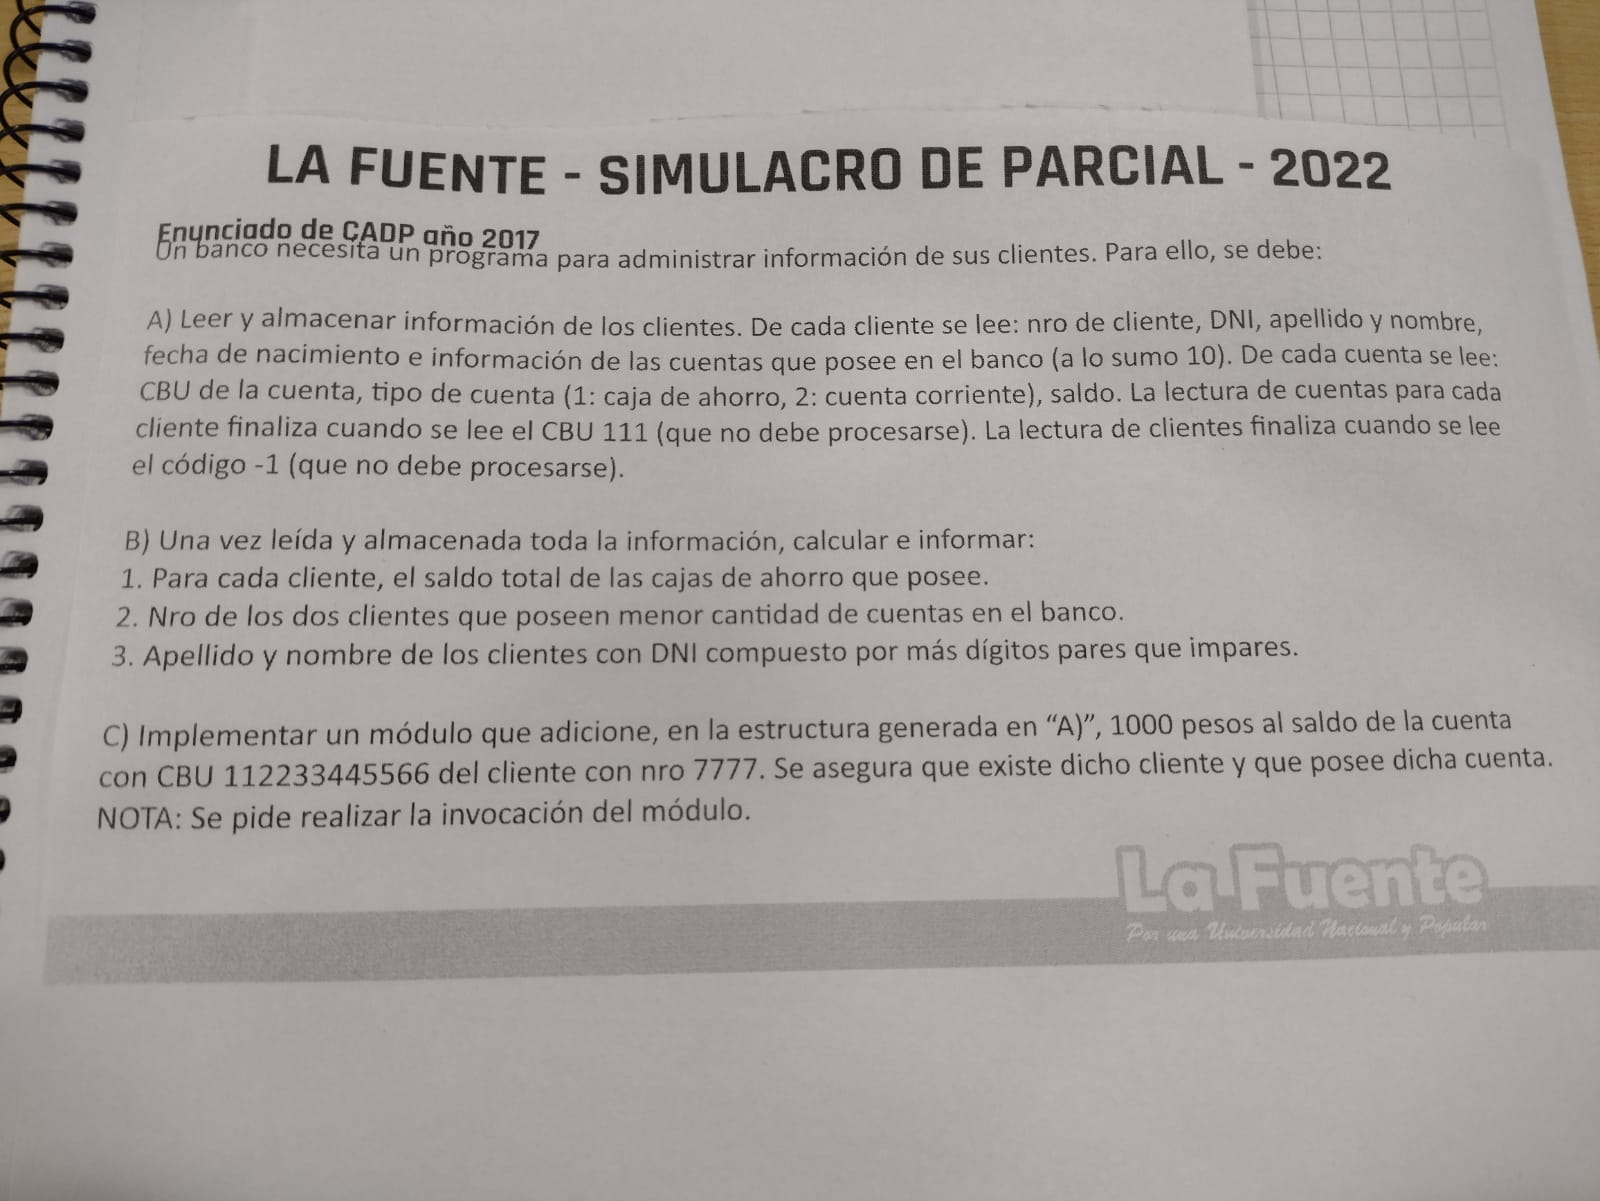 LA FUENTE - SIMULACRO DE PARCIAL - 2022
Enunciado de CADP año 2017
Un banco necesita un programa para administrar información de sus clientes. Para ello, se debe:
A) Leer y almacenar información de los clientes. De cada cliente se lee: nro de cliente, DNI, apellido y nombre,
fecha de nacimiento e información de las cuentas que posee en el banco (a lo sumo 10). De cada cuenta se lee:
CBU de la cuenta, tipo de cuenta (1: caja de ahorro, 2: cuenta corriente), saldo. La lectura de cuentas para cada
cliente finaliza cuando se lee el CBU 111 (que no debe procesarse). La lectura de clientes finaliza cuando se lee
el código -1 (que no debe procesarse).
B) Una vez leída y almacenada toda la información, calcular e informar:
1. Para cada cliente, el saldo total de las cajas de ahorro que posee.
2. Nro de los dos clientes que poseen menor cantidad de cuentas en el banco.
3. Apellido y nombre de los clientes con DNI compuesto por más dígitos pares que impares.
C) Implementar un módulo que adicione, en la estructura generada en “A)”, 1000 pesos al saldo de la cuenta
con CBU 112233445566 del cliente con nro 7777. Se asegura que existe dicho cliente y que posee dicha cuenta.
NOTA: Se pide realizar la invocación del módulo.
La Fuente
Por una Universidad Nacional y Popular